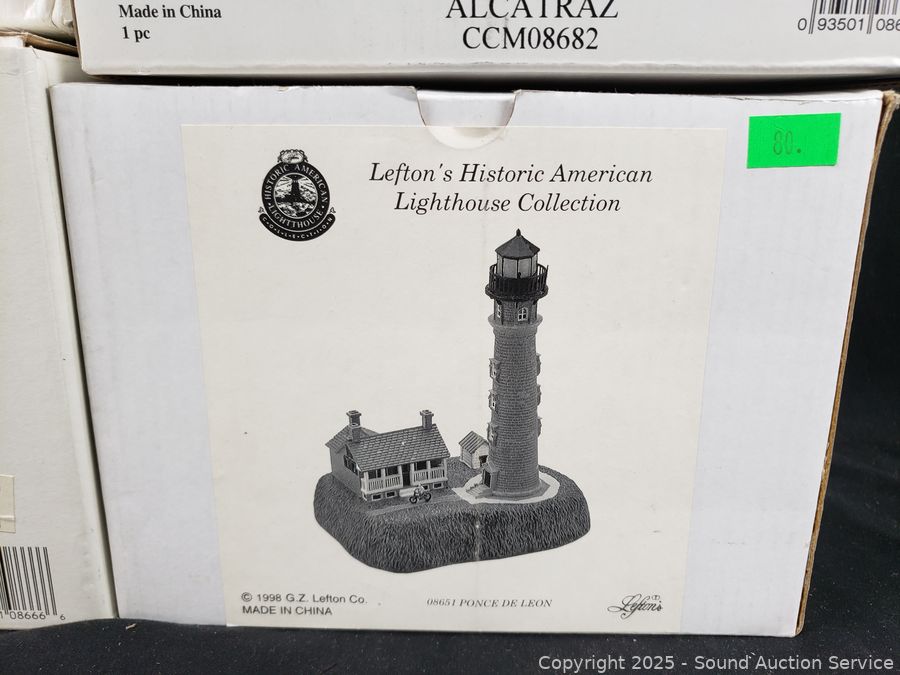 Made in China
1 pc
ALCATRAZ
CCM08682
0 93501 086
80.
HISTORIC AMERICAN
LIGHTHOUSE
COLLECTION
Lefton's Historic American
Lighthouse Collection
© 1998 G.Z. Lefton Co.
MADE IN CHINA
08651 PONCE DE LEON
Lefton's
08666 6
Copyright 2025 - Sound Auction Service